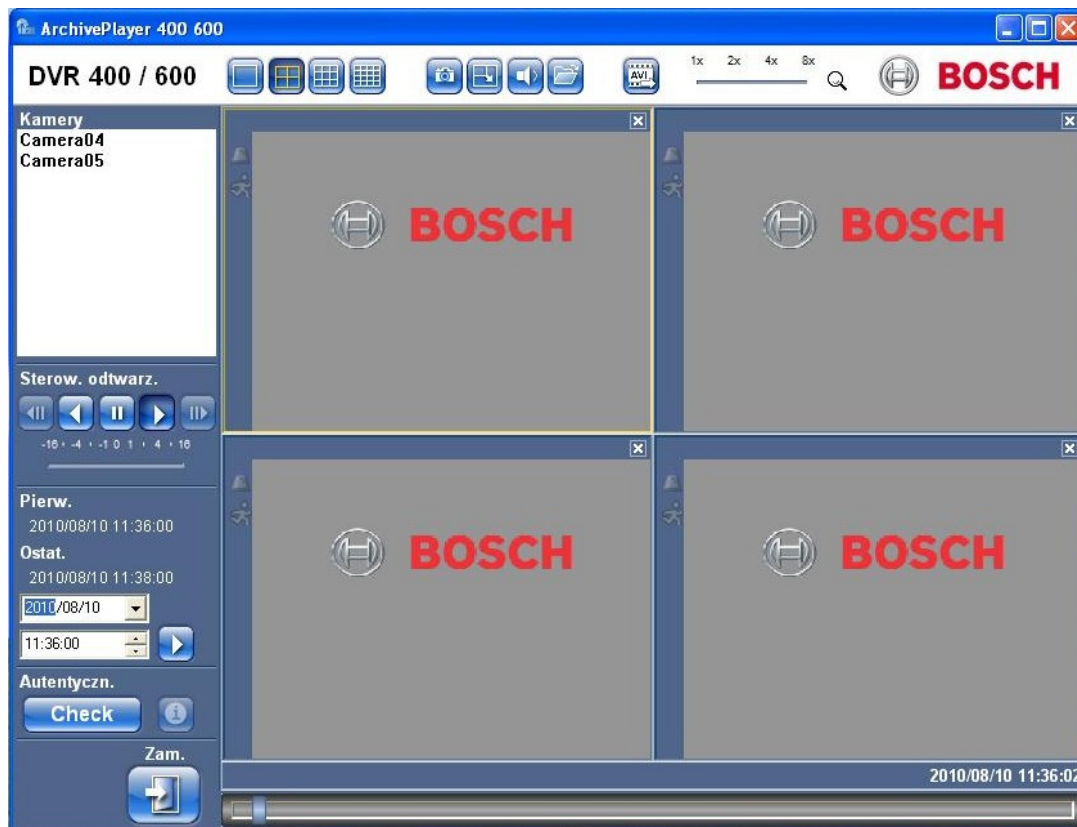 ArchivePlayer 400 600
DVR 400 / 600
AVI
1x 2x 4x 8x
BOSCH
Kamery
Camera04
Camera05
BOSCH
BOSCH
Sterow. odtwarz.
-16 -4 -1 0 1 4 16
Pierw.
2010/08/10 11:36:00
Ostat.
2010/08/10 11:38:00
2010/08/10
11:36:00
BOSCH
BOSCH
Autentyczn.
Check
Zam.
2010/08/10 11:36:02